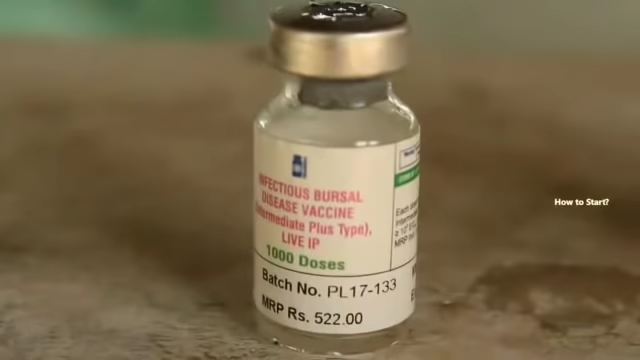 INFECTIOUS BURSAL
DISEASE VACCINE
(Intermediate Plus Type),
LIVE IP
1000 Doses
Batch No. PL17-133
MRP Rs. 522.00
Each
How to Start?